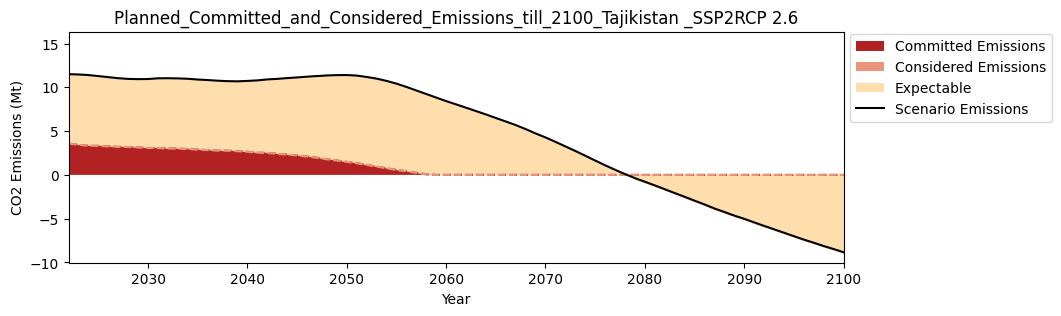 Planned_Committed_and_Considered_Emissions_till_2100_Tajikistan _SSP2RCP 2.6
Committed Emissions
Considered Emissions
Expectable
Scenario Emissions
CO2 Emissions (Mt)
15
10
5
0
−5
−10
2030
2040
2050
2060
2070
2080
2090
2100
Year